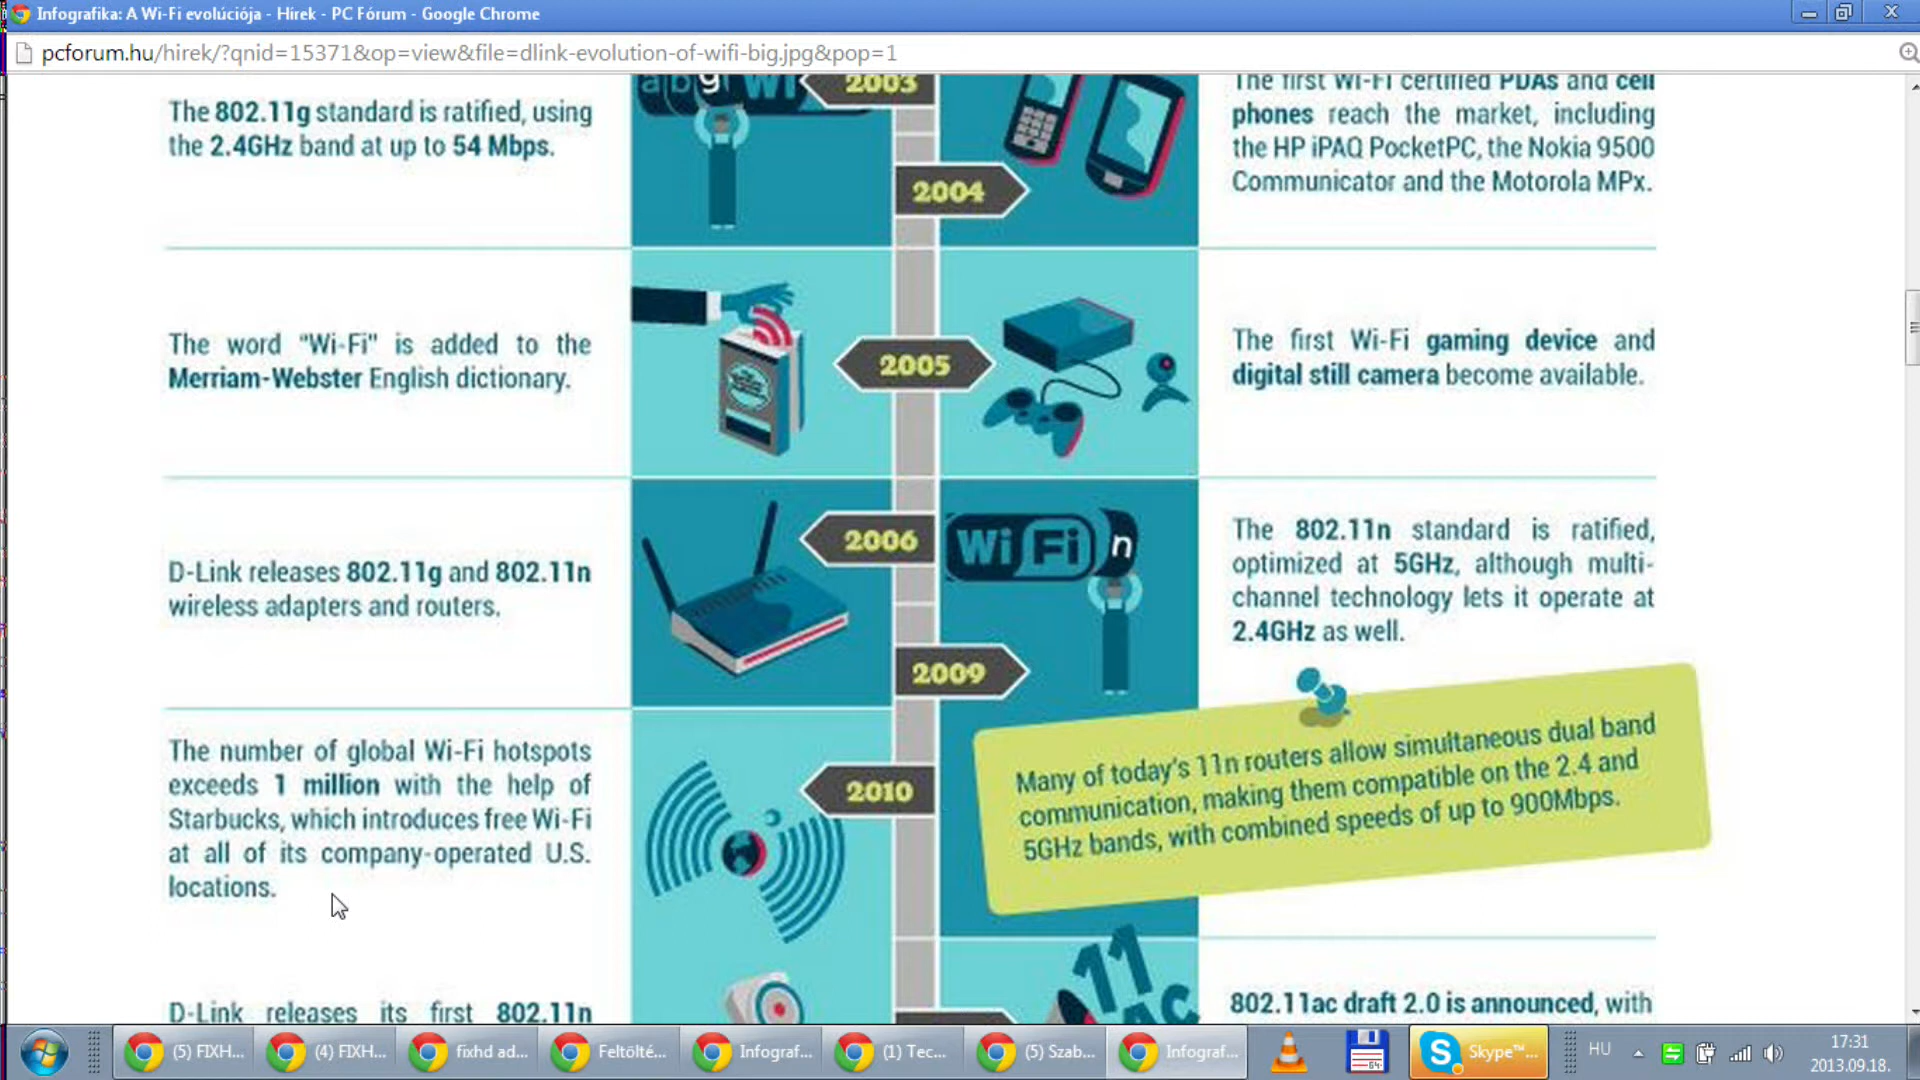 Infografika: A Wi-Fi evolúciója - Hírek - PC Fórum - Google Chrome
pcforum.hu/hirek/?qnid=15371&op=view&file=dlink-evolution-of-wifi-big.jpg&pop=1
The 802.11g standard is ratified, using
the 2.4GHz band at up to 54 Mbps.
a b g Wi
2003
2004
The first Wi-Fi certified PDAs and cell
phones reach the market, including
the HP iPAQ PocketPC, the Nokia 9500
Communicator and the Motorola MPx.
The word “Wi-Fi” is added to the
Merriam-Webster English dictionary.
2005
The first Wi-Fi gaming device and
digital still camera become available.
D-Link releases 802.11g and 802.11n
wireless adapters and routers.
2006
Wi Fi n
2009
The 802.11n standard is ratified,
optimized at 5GHz, although multi-
channel technology lets it operate at
2.4GHz as well.
Many of today's 11n routers allow simultaneous dual band
communication, making them compatible on the 2.4 and
5GHz bands, with combined speeds of up to 900Mbps.
The number of global Wi-Fi hotspots
exceeds 1 million with the help of
Starbucks, which introduces free Wi-Fi
at all of its company-operated U.S.
locations.
2010
D-Link releases its first 802.11n
11
AC
802.11ac draft 2.0 is announced, with
(5) FIXH...
(4) FIXH...
fixhd ad...
Feltölté...
Infograf...
(1) Tec...
(5) Szab...
Infograf...
64
Skype™...
HU
17:31
2013.09.18.